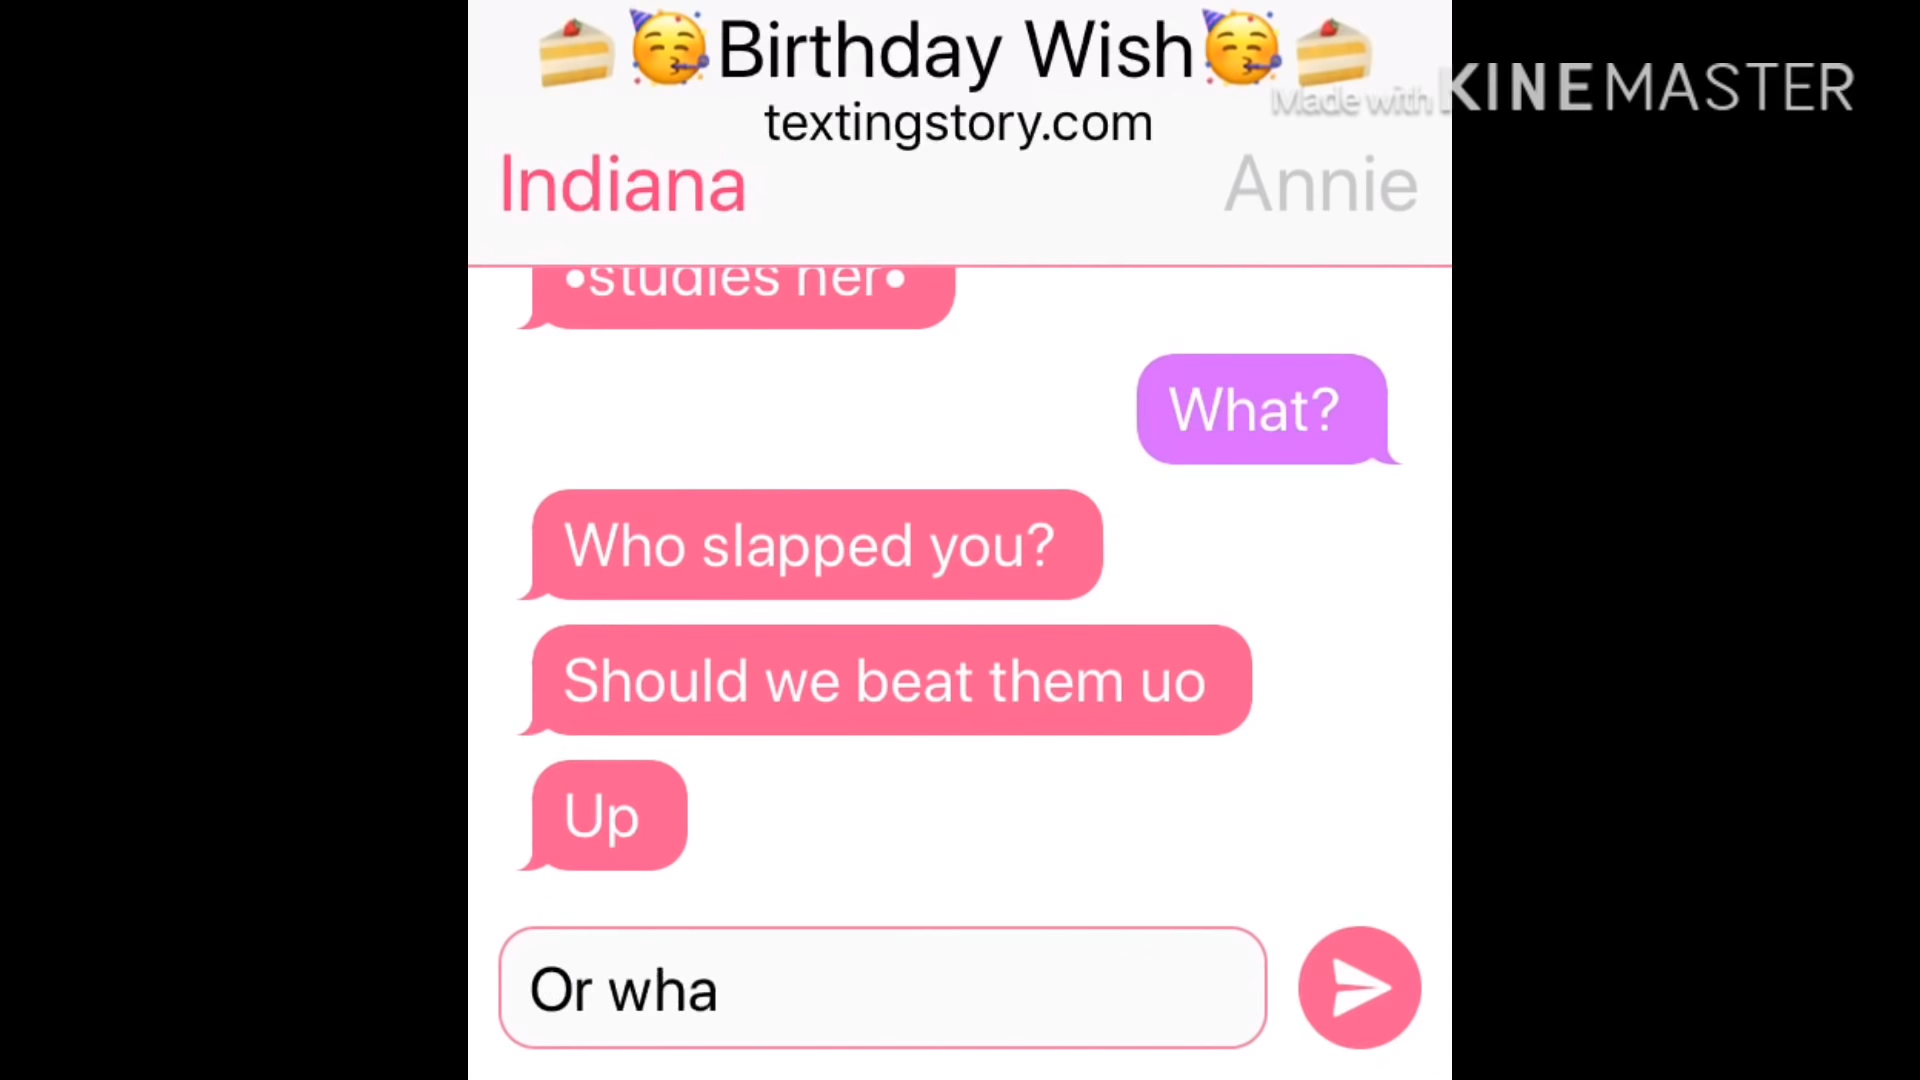 🍰🥳Birthday Wish🥳🍰
textingstory.com
Made with KINEMASTER
Indiana
Annie
•studies her•
What?
Who slapped you?
Should we beat them uo
Up
Or wha